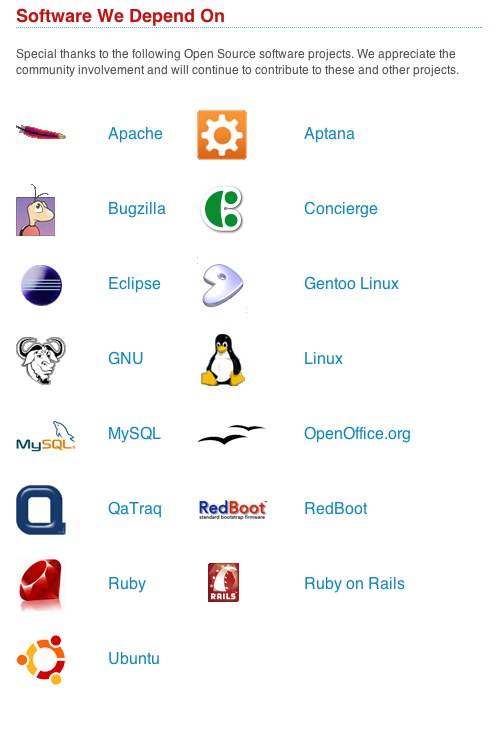 Software We Depend On
Special thanks to the following Open Source software projects. We appreciate the
community involvement and will continue to contribute to these and other projects.
Apache Aptana
Bugzilla Concierge
Eclipse Gentoo Linux
GNU Linux
MySQL MySQL OpenOffice.org
QaTraq RedBoot RedBoot
standard bootstrap firmware
Ruby RAILS Ruby on Rails
Ubuntu